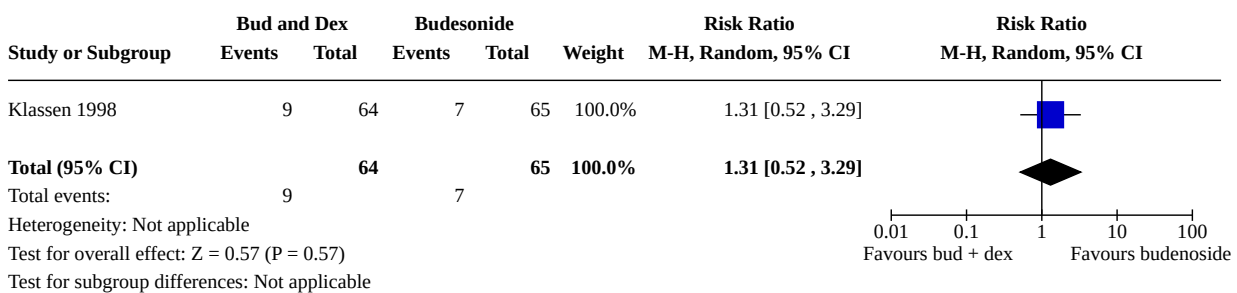 Bud and Dex Budesonide Risk Ratio Risk Ratio
Study or Subgroup Events Total Events Total Weight M-H, Random, 95% CI M-H, Random, 95% CI
Klassen 1998 9 64 7 65 100.0% 1.31 [0.52 , 3.29]
Total (95% CI) 64 65 100.0% 1.31 [0.52 , 3.29]
Total events: 9 7
Heterogeneity: Not applicable
Test for overall effect: Z = 0.57 (P = 0.57)
Test for subgroup differences: Not applicable
0.01 0.1 1 10 100
Favours bud + dex Favours budenoside